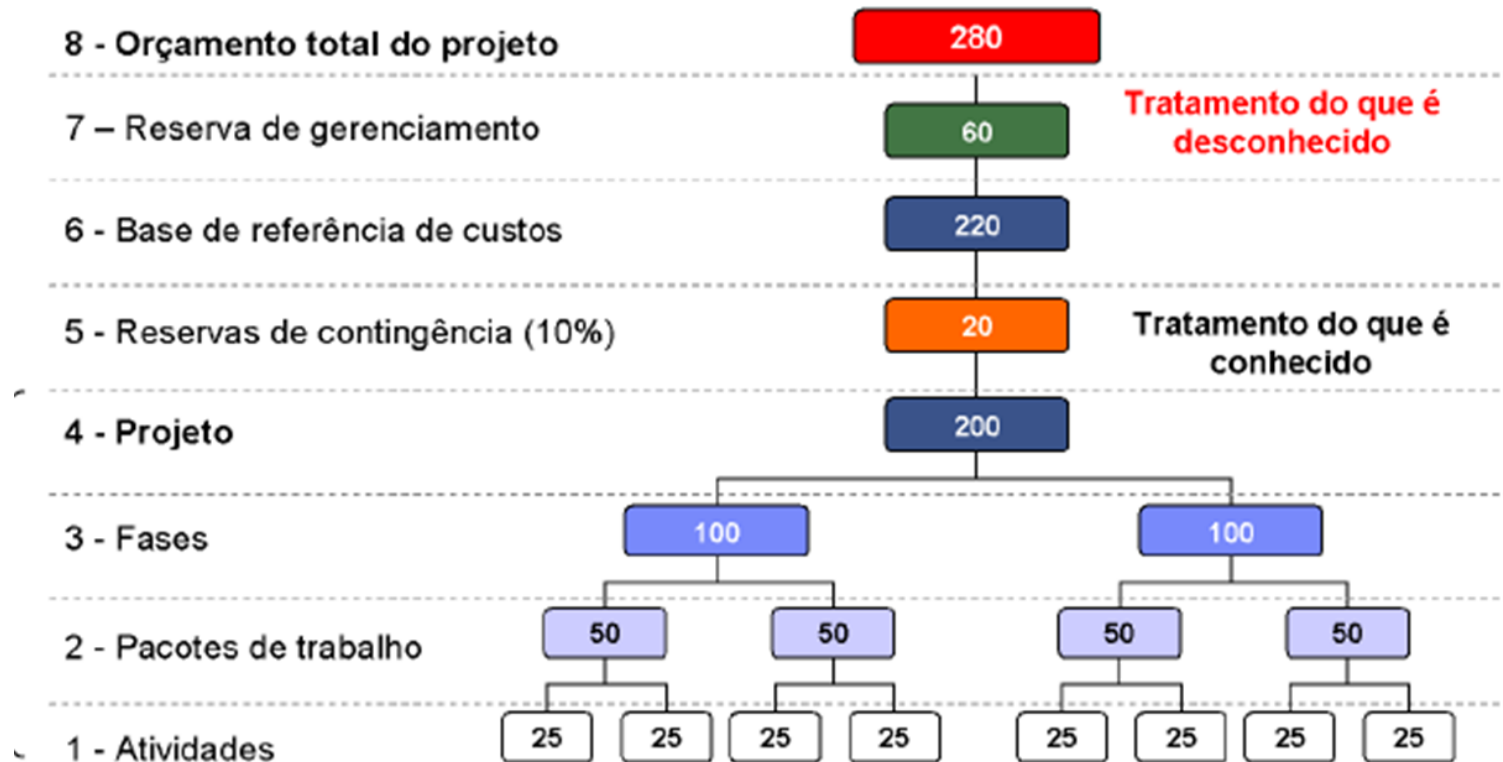 8 - Orçamento total do projeto
280
7 – Reserva de gerenciamento
60
Tratamento do que é
desconhecido
6 - Base de referência de custos
220
5 - Reservas de contingência (10%)
20
Tratamento do que é
conhecido
4 - Projeto
200
3 - Fases
100
100
2 - Pacotes de trabalho
50
50
50
50
1 - Atividades
25
25
25
25
25
25
25
25